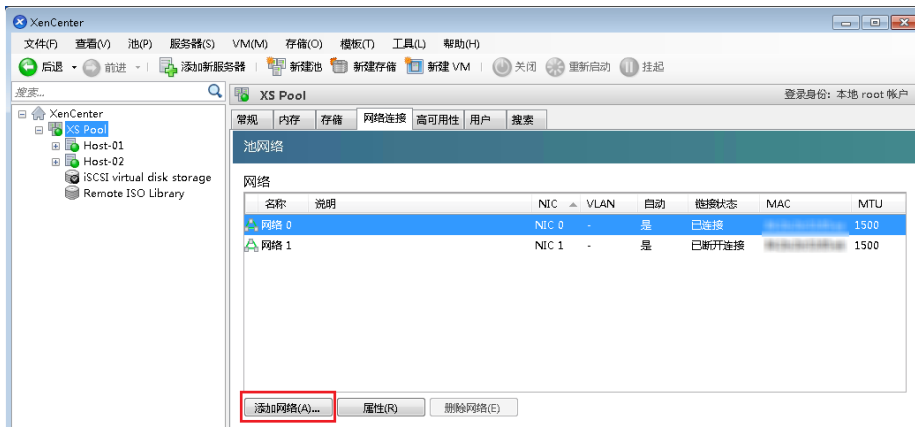 XenCenter
文件(F) 查看(V) 池(P) 服务器(S) VM(M) 存储(O) 模板(T) 工具(L) 帮助(H)
后退 前进 添加新服务器 新建池 新建存储 新建 VM 关闭 重新启动 挂起
搜索...
XS Pool 登录身份: 本地 root 帐户
XenCenter
XS Pool
Host-01
Host-02
iSCSI virtual disk storage
Remote ISO Library
常规 内存 存储 网络连接 高可用性 用户 搜索
池网络
网络
名称 说明 NIC VLAN 自动 链接状态 MAC MTU
网络 0 NIC 0 - 是 已连接 1500
网络 1 NIC 1 - 是 已断开连接 1500
添加网络(A)... 属性(R) 删除网络(E)